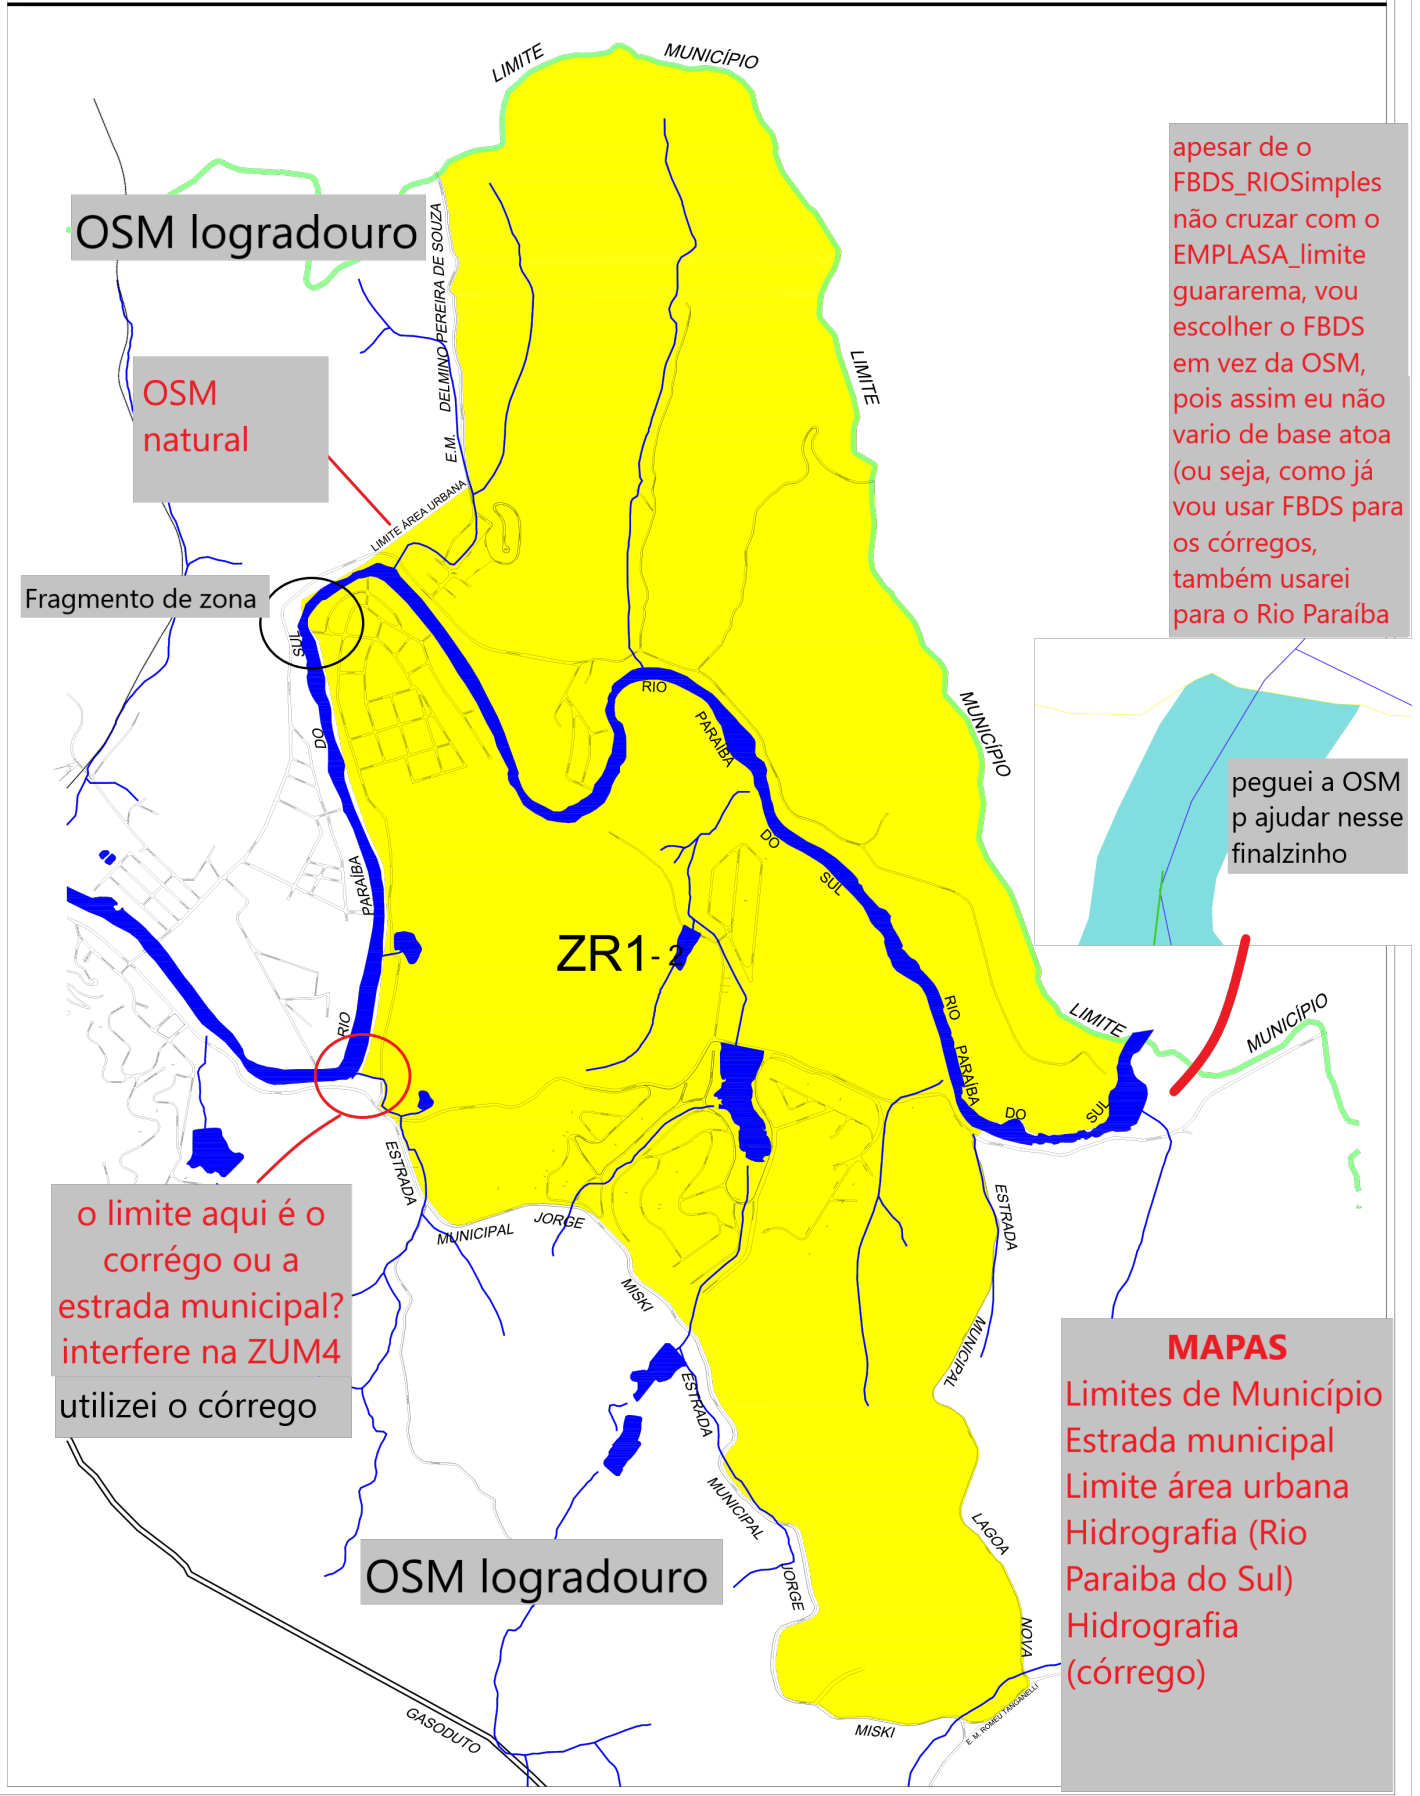 LIMITE
MUNICÍPIO
apesar de o
FBDS_RIOSimples
não cruzar com o
EMPLASA_limite
guararema, vou
escolher o FBDS
em vez da OSM,
pois assim eu não
vario de base atoa
(ou seja, como já
vou usar FBDS para
os córregos,
também usarei
para o Rio Paraíba
OSM logradouro
E.M. DELMINO PEREIRA DE SOUZA
LIMITE
OSM
natural
LIMITE ÁREA URBANA
Fragmento de zona
SUL
DO
PARAÍBA
RIO
RIO
PARAÍBA
DO
SUL
MUNICÍPIO
peguei a OSM
p ajudar nesse
finalzinho
ZR1- 2
RIO
PARAÍBA
DO
SUL
LIMITE
MUNICÍPIO
o limite aqui é o
corrégo ou a
estrada municipal?
interfere na ZUM4
utilizei o córrego
ESTRADA
MUNICIPAL
JORGE
MISKI
ESTRADA
MUNICIPAL
JORGE
MISKI
ESTRADA
MUNICIPAL
LAGOA
NOVA
E. M. ROMEU TANGANELLI
OSM logradouro
GASODUTO
MAPAS
Limites de Município
Estrada municipal
Limite área urbana
Hidrografia (Rio
Paraiba do Sul)
Hidrografia
(córrego)